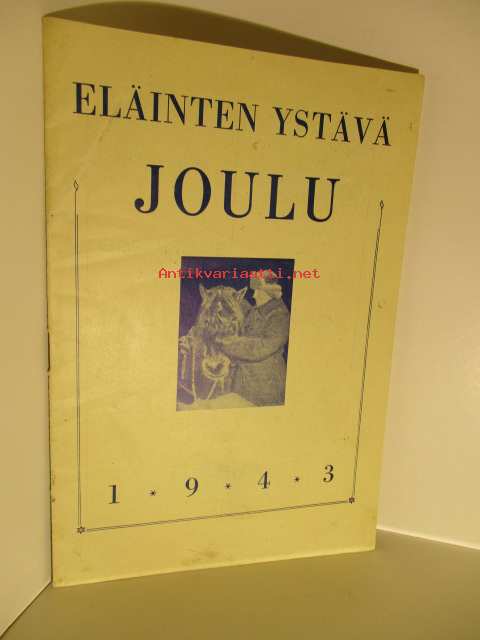 ELÄINTEN YSTÄVÄ
JOULU
Antikvariaatti.net
1 * 9 * 4 * 3